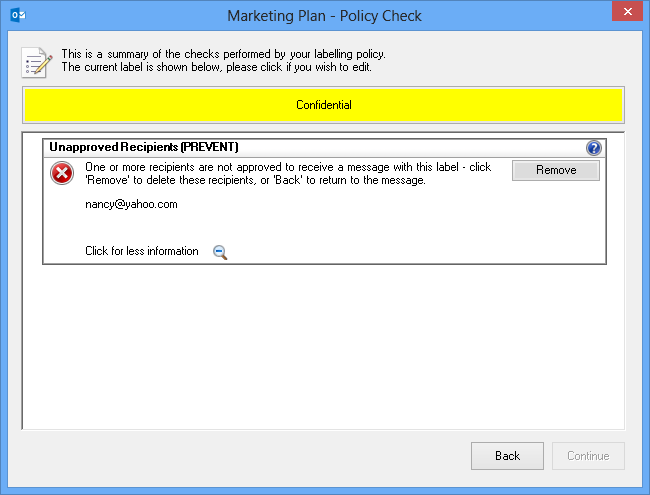 Marketing Plan - Policy Check
This is a summary of the checks performed by your labelling policy.
The current label is shown below, please click if you wish to edit.
Confidential
Unapproved Recipients (PREVENT)
One or more recipients are not approved to receive a message with this label - click
'Remove' to delete these recipients, or 'Back' to return to the message.
Remove
nancy@yahoo.com
Click for less information
Back
Continue